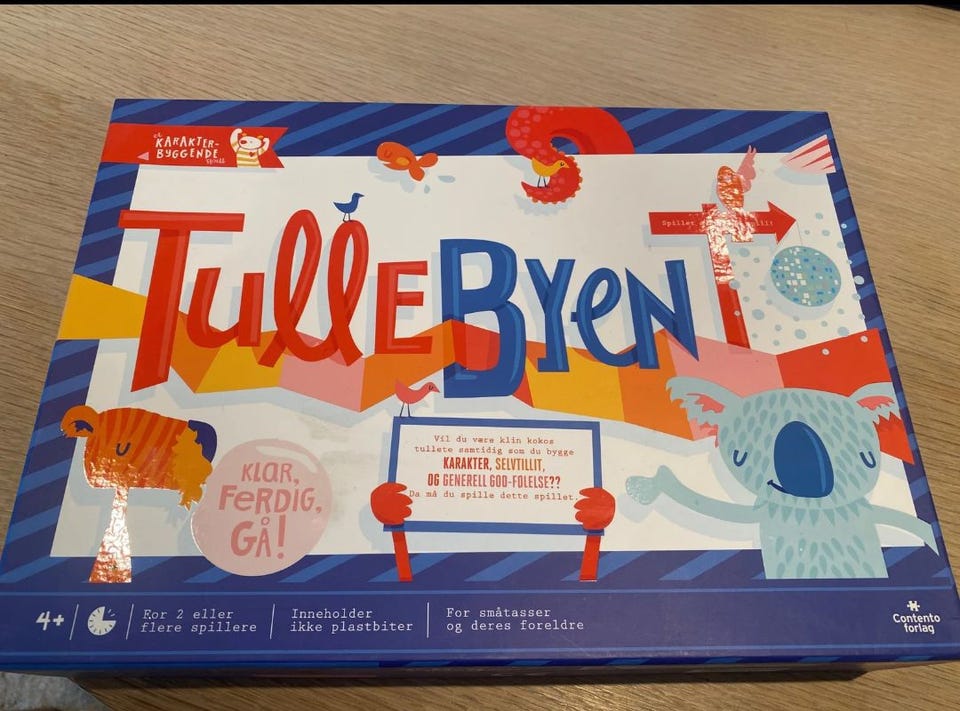 et
KARAKTER-
BYGGENDE
spill
Spillet
TULLEBYEN
KLAR,
FERDIG,
GÅ!
Vil du være klin kokos
tullete samtidig som du bygge
KARAKTER, SELVTILLIT,
OG GENERELL GOD-FØLELSE??
Da må du spille dette spillet.
4+
For 2 eller
flere spillere
Inneholder
ikke plastbiter
For småtasser
og deres foreldre
Contento
forlag